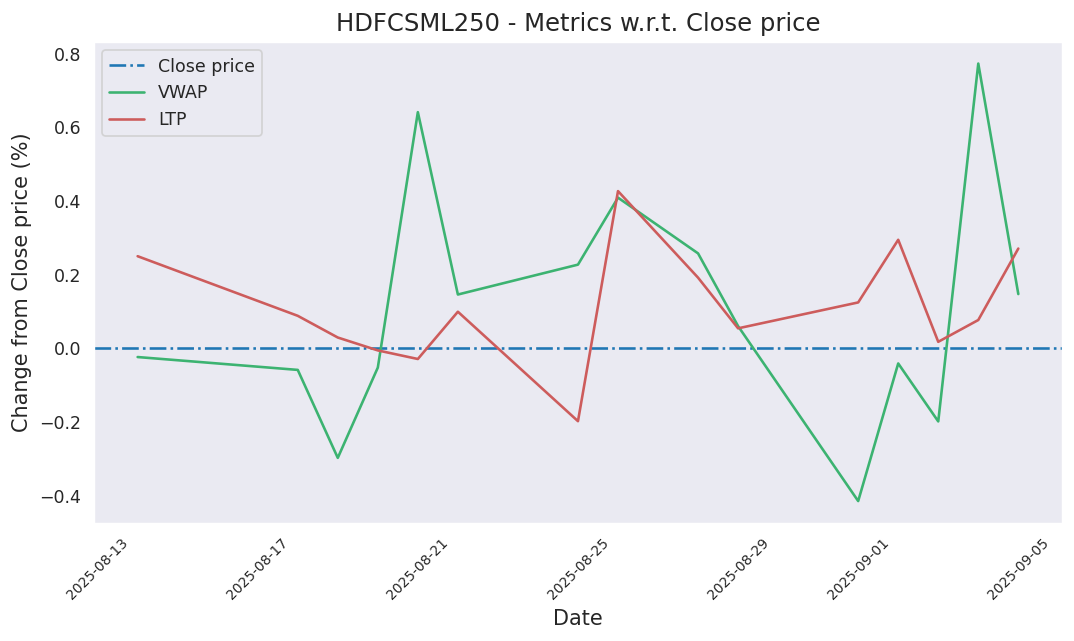 HDFCSML250 - Metrics w.r.t. Close price
Close price
VWAP
LTP
Change from Close price (%)
0.8
0.6
0.4
0.2
0.0
−0.2
−0.4
2025-08-13
2025-08-17
2025-08-21
2025-08-25
2025-08-29
2025-09-01
2025-09-05
Date